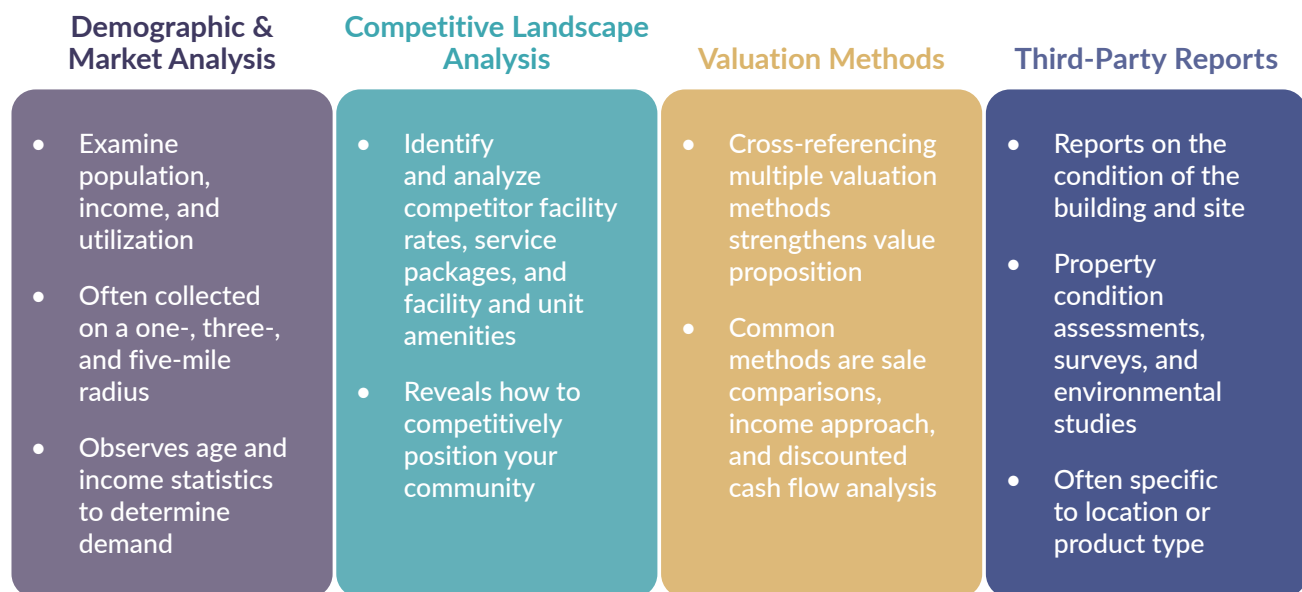 Demographic &
Market Analysis
• Examine
population,
income, and
utilization
• Often collected
on a one-, three-,
and five-mile
radius
• Observes age and
income statistics
to determine
demand
Competitive Landscape
Analysis
• Identify
and analyze
competitor facility
rates, service
packages, and
facility and unit
amenities
• Reveals how to
competitively
position your
community
Valuation Methods
• Cross-referencing
multiple valuation
methods
strengthens value
proposition
• Common
methods are sale
comparisons,
income approach,
and discounted
cash flow analysis
Third-Party Reports
• Reports on the
condition of the
building and site
• Property
condition
assessments,
surveys, and
environmental
studies
• Often specific
to location or
product type